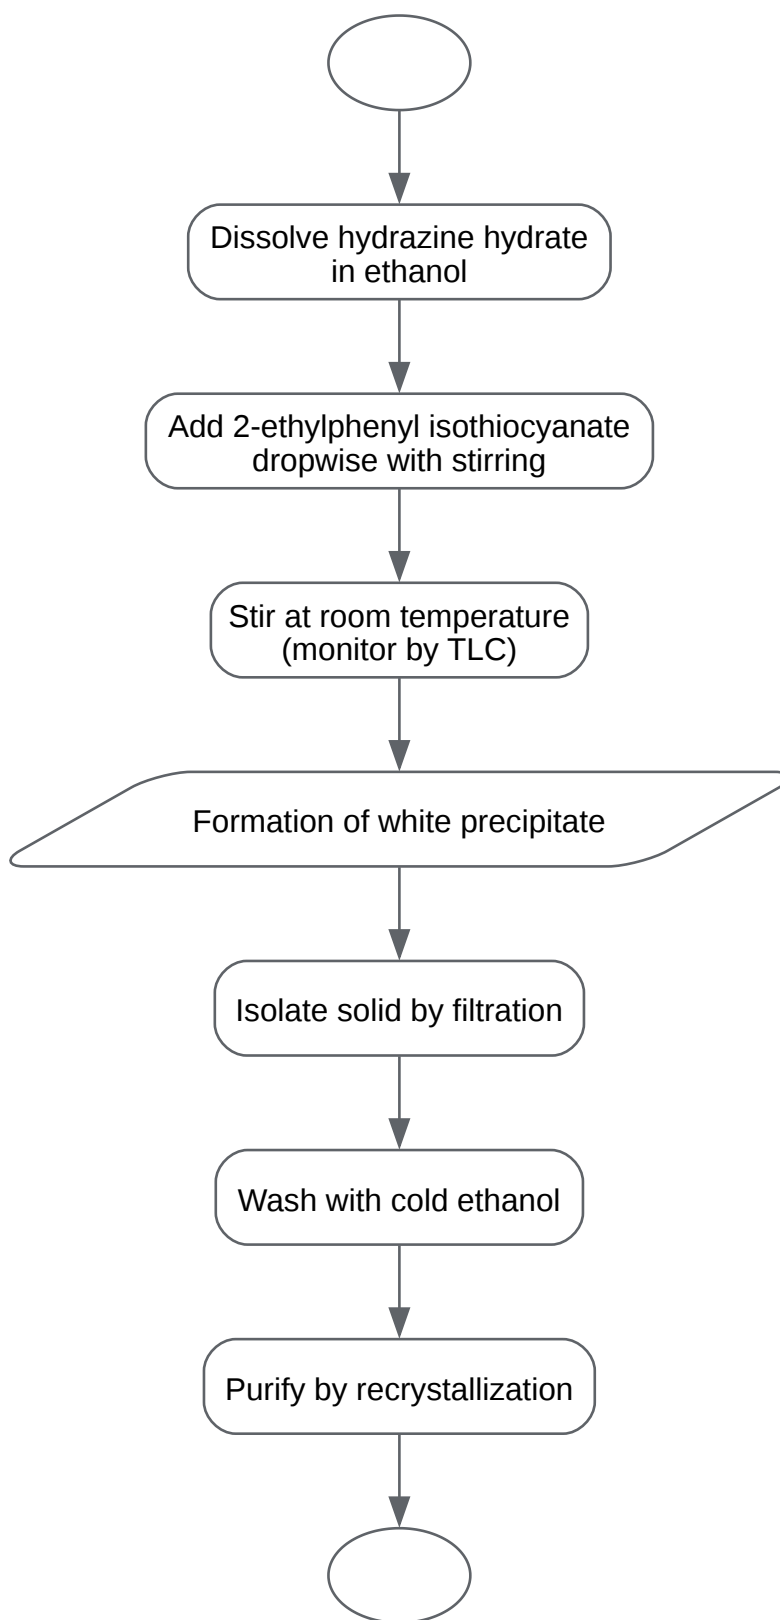 Dissolve hydrazine hydrate
in ethanol
Add 2-ethylphenyl isothiocyanate
dropwise with stirring
Stir at room temperature
(monitor by TLC)
Formation of white precipitate
Isolate solid by filtration
Wash with cold ethanol
Purify by recrystallization